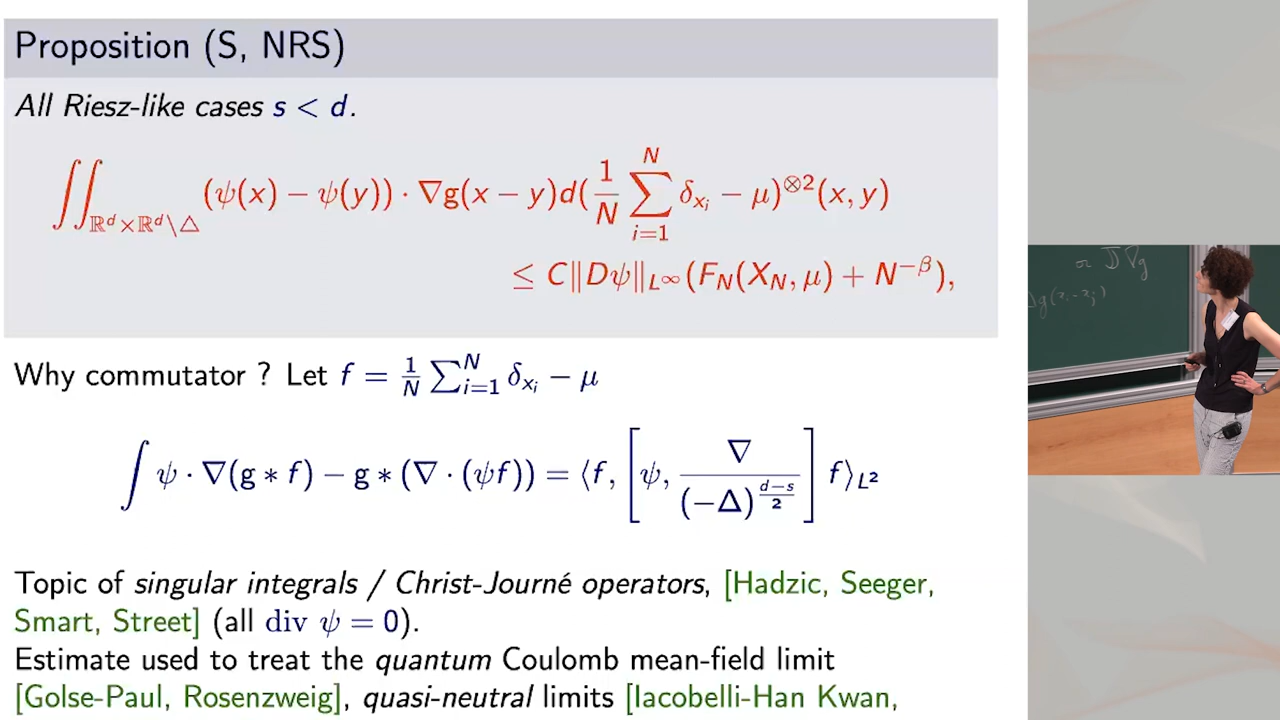 Proposition (S, NRS)
All Riesz-like cases s < d.
∬_{ℝ^d×ℝ^d\△} (ψ(x) − ψ(y)) · ∇g(x − y)d(1/N ∑_{i=1}^{N} δ_{x_i} − μ)^{⊗2}(x, y)
≤ C‖Dψ‖_{L^∞}(F_N(X_N, μ) + N^{−β}),
Why commutator ? Let f = 1/N ∑_{i=1}^{N} δ_{x_i} − μ
∫ ψ · ∇(g ∗ f) − g ∗ (∇ · (ψf)) = ⟨f, [ψ, ∇/(−Δ)^{(d−s)/2}] f⟩_{L^2}
Topic of singular integrals / Christ-Journé operators, [Hadzic, Seeger,
Smart, Street] (all div ψ = 0).
Estimate used to treat the quantum Coulomb mean-field limit
[Golse-Paul, Rosenzweig], quasi-neutral limits [Iacobelli-Han Kwan,